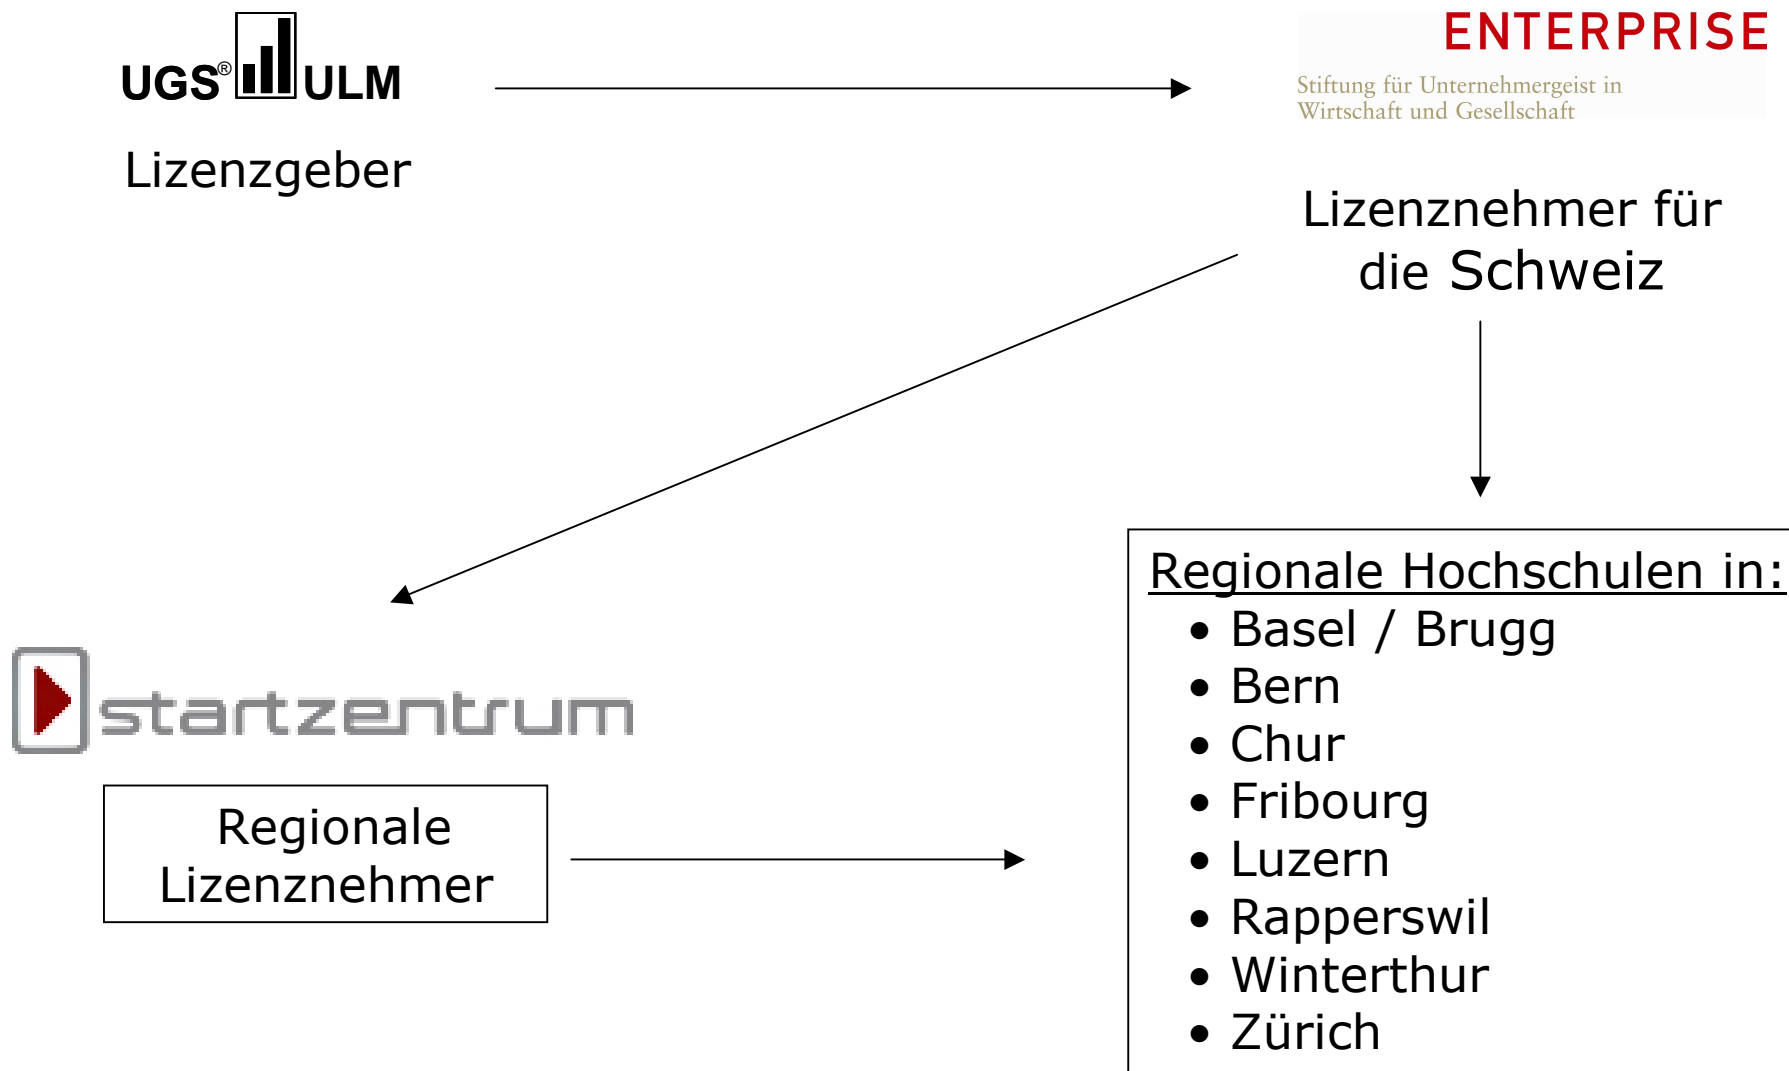 UGS® ULM
Lizenzgeber
ENTERPRISE
Stiftung für Unternehmergeist in
Wirtschaft und Gesellschaft
Lizenznehmer für
die Schweiz
startzentrum
Regionale
Lizenznehmer
Regionale Hochschulen in:
• Basel / Brugg
• Bern
• Chur
• Fribourg
• Luzern
• Rapperswil
• Winterthur
• Zürich